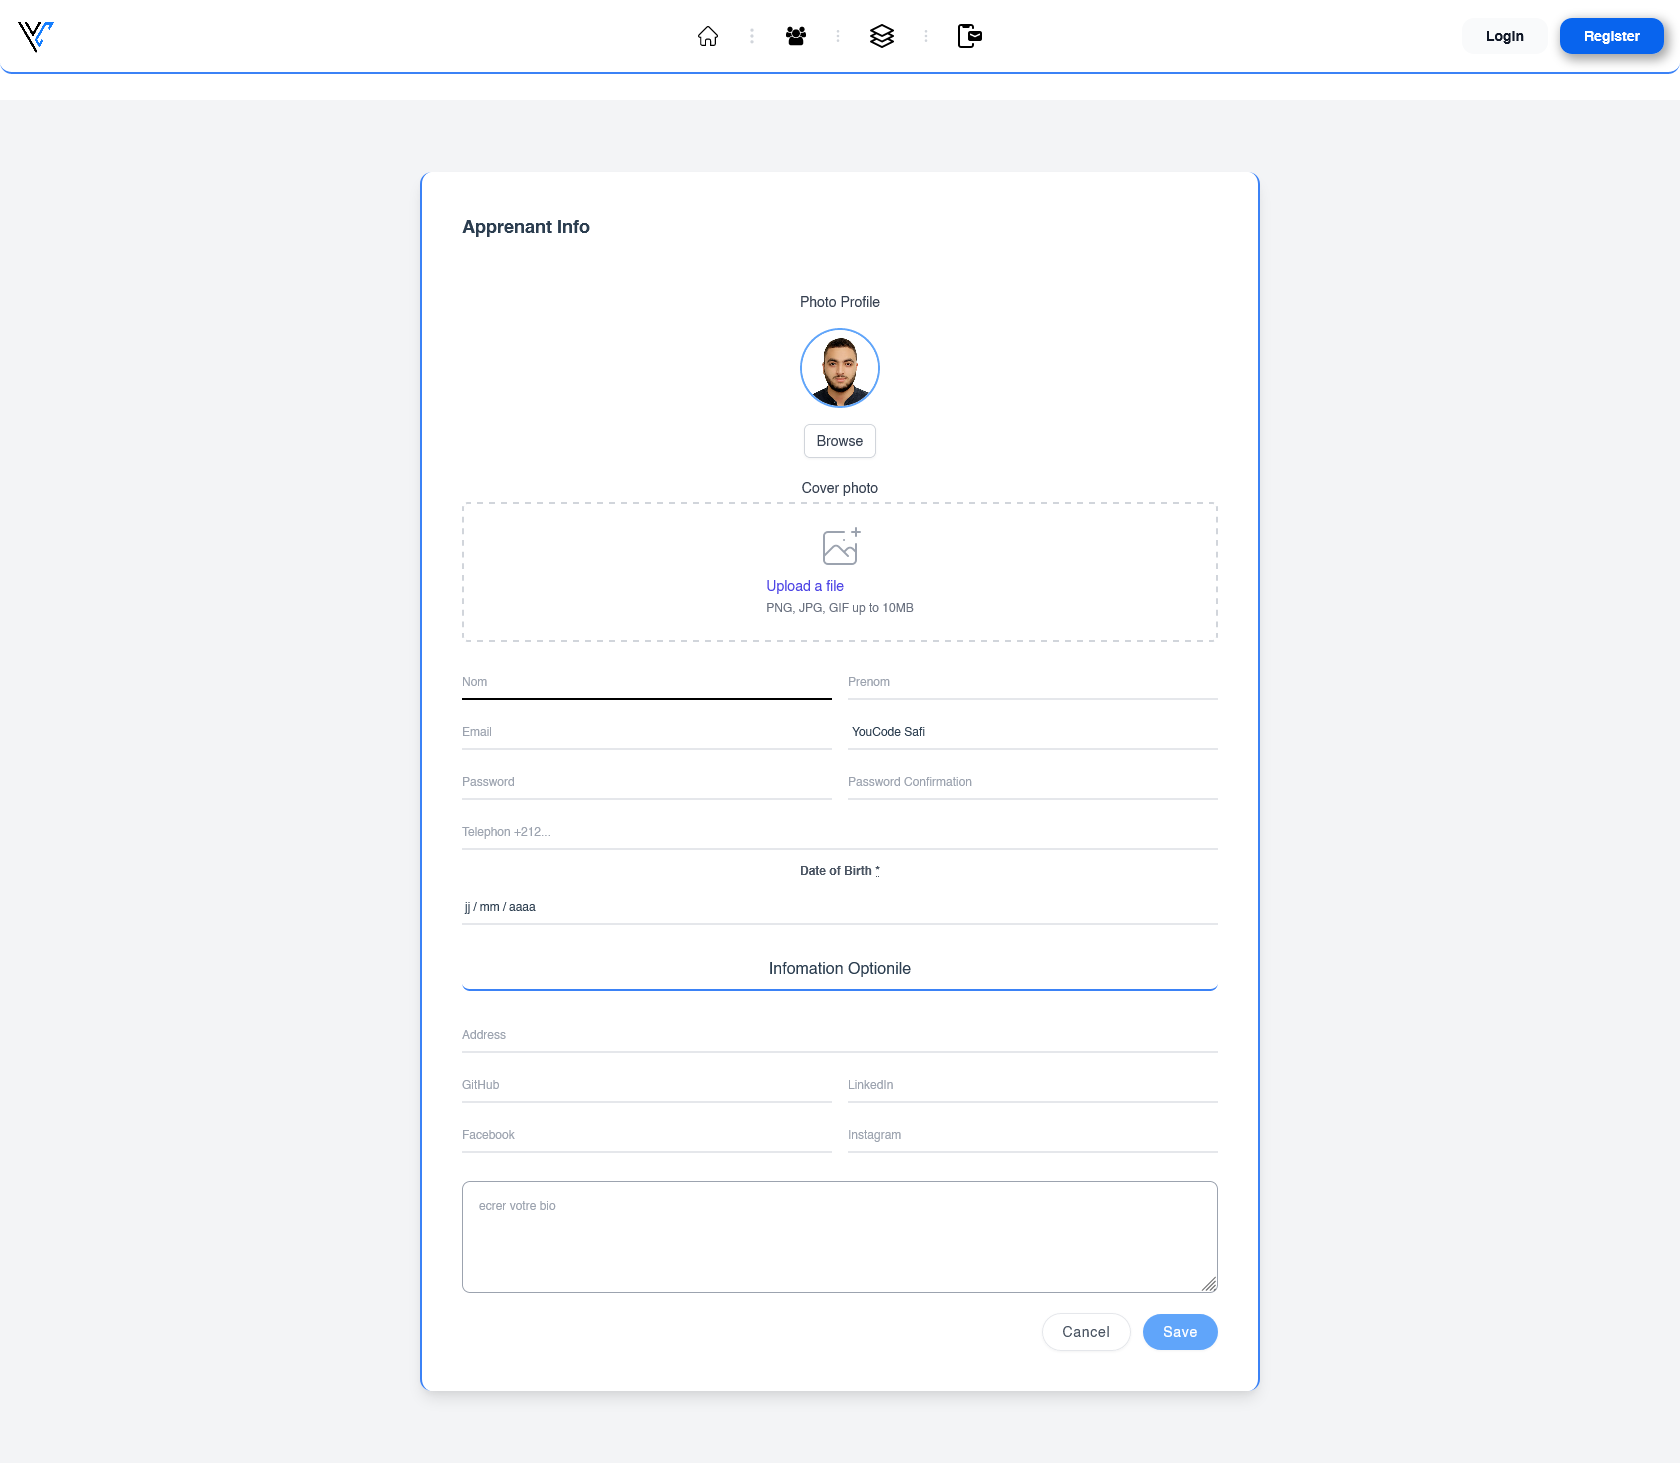 Login
Register
Apprenant Info
Photo Profile
Browse
Cover photo
Upload a file
PNG, JPG, GIF up to 10MB
Nom
Prenom
Email
YouCode Safi
Password
Password Confirmation
Telephon +212...
Date of Birth *
jj / mm / aaaa
Infomation Optionile
Address
GitHub
LinkedIn
Facebook
Instagram
ecrer votre bio
Cancel
Save